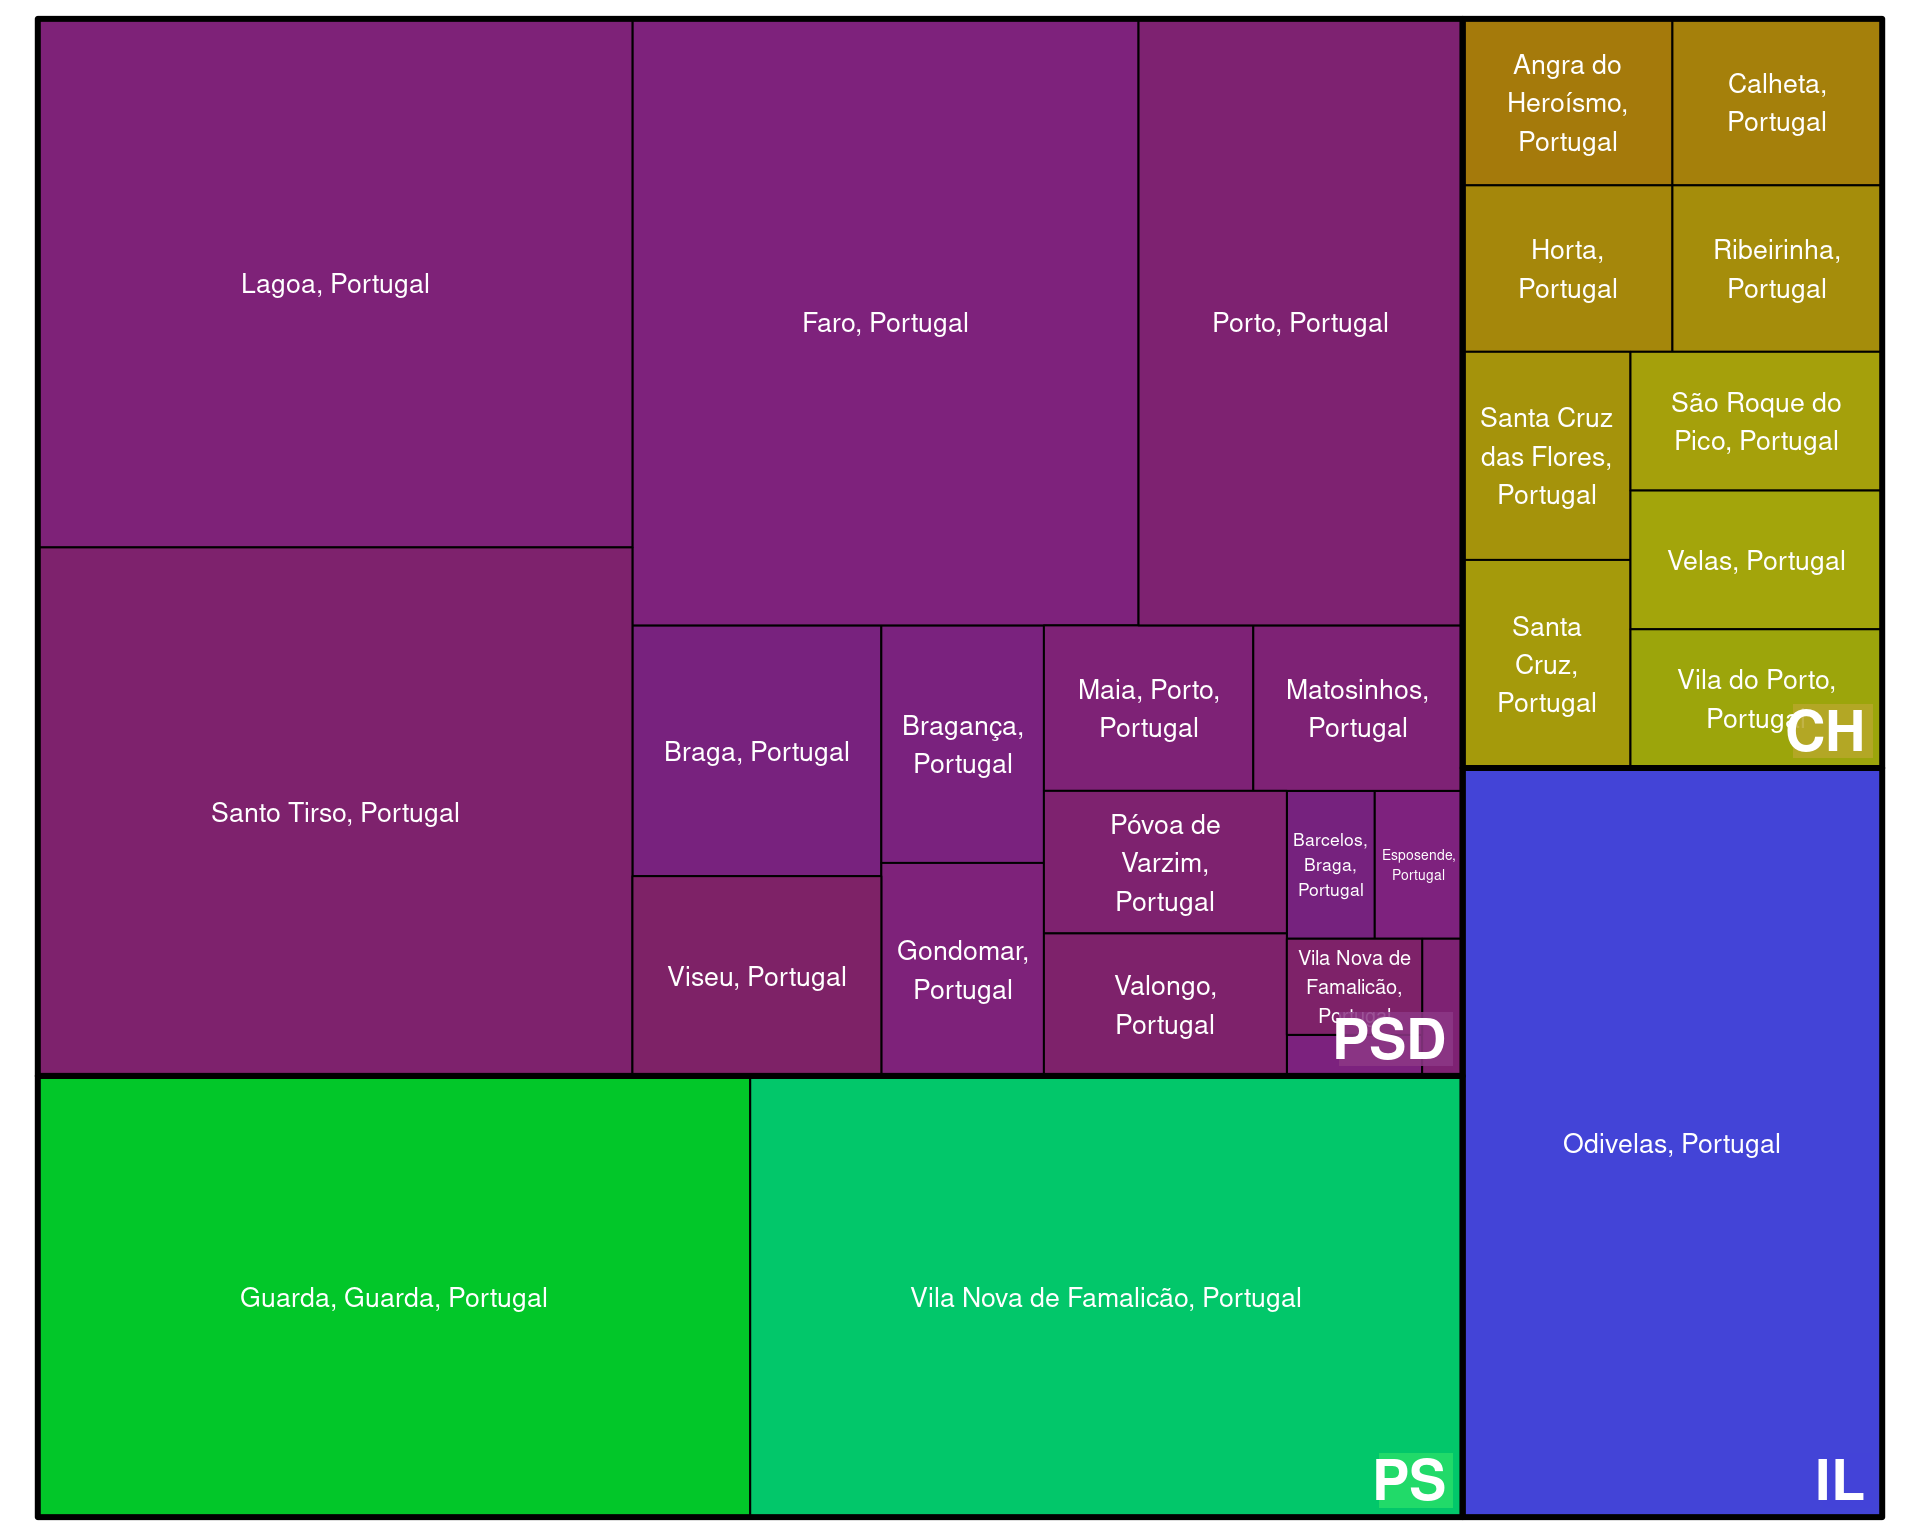 Lagoa, Portugal
Santo Tirso, Portugal
Faro, Portugal
Porto, Portugal
Braga, Portugal
Viseu, Portugal
Bragança,
Portugal
Gondomar,
Portugal
Maia, Porto,
Portugal
Matosinhos,
Portugal
Póvoa de
Varzim,
Portugal
Valongo,
Portugal
Barcelos,
Braga,
Portugal
Esposende,
Portugal
Vila Nova de
Famalicão,
Portugal
PSD
Guarda, Guarda, Portugal
Vila Nova de Famalicão, Portugal
PS
Angra do
Heroísmo,
Portugal
Calheta,
Portugal
Horta,
Portugal
Ribeirinha,
Portugal
Santa Cruz
das Flores,
Portugal
São Roque do
Pico, Portugal
Velas, Portugal
Santa
Cruz,
Portugal
Vila do Porto,
Portugal
CH
Odivelas, Portugal
IL